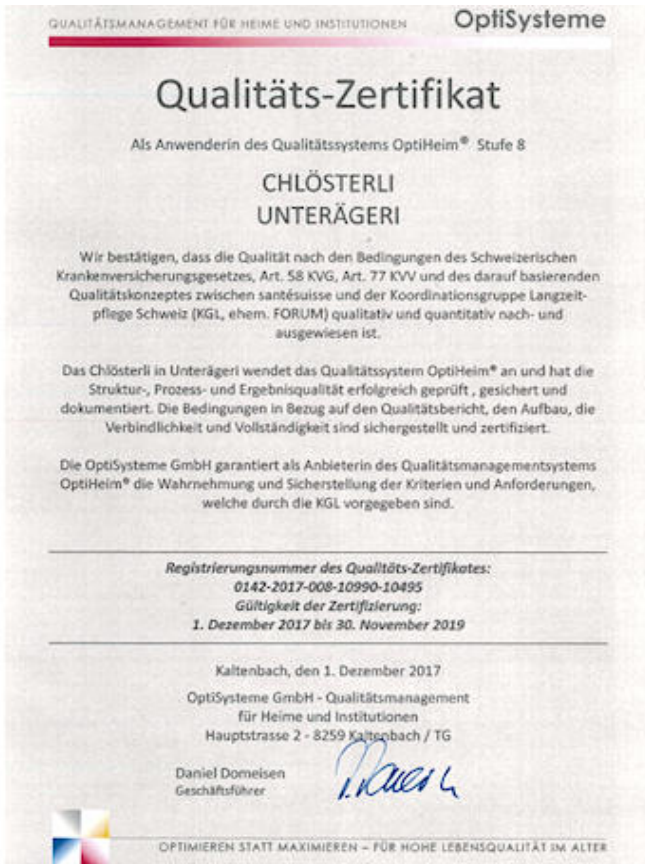 QUALITÄTSMANAGEMENT FÜR HEIME UND INSTITUTIONEN
OptiSysteme
Qualitäts-Zertifikat
Als Anwenderin des Qualitätssystems OptiHeim® Stufe 8
CHLÖSTERLI
UNTERÄGERI
Wir bestätigen, dass die Qualität nach den Bedingungen des Schweizerischen
Krankenversicherungsgesetzes, Art. 58 KVG, Art. 77 KVV und des darauf basierenden
Qualitätskonzeptes zwischen santésuisse und der Koordinationsgruppe Langzeit-
pflege Schweiz (KGL, ehem. FORUM) qualitativ und quantitativ nach- und
ausgewiesen ist.
Das Chlösterli in Unterägeri wendet das Qualitätssystem OptiHeim® an und hat die
Struktur-, Prozess- und Ergebnisqualität erfolgreich geprüft , gesichert und
dokumentiert. Die Bedingungen in Bezug auf den Qualitätsbericht, den Aufbau, die
Verbindlichkeit und Vollständigkeit sind sichergestellt und zertifiziert.
Die OptiSysteme GmbH garantiert als Anbieterin des Qualitätsmanagementsystems
OptiHeim® die Wahrnehmung und Sicherstellung der Kriterien und Anforderungen,
welche durch die KGL vorgegeben sind.
Registrierungsnummer des Qualitäts-Zertifikates:
0142-2017-008-10990-10495
Gültigkeit der Zertifizierung:
1. Dezember 2017 bis 30. November 2019
Kaltenbach, den 1. Dezember 2017
OptiSysteme GmbH - Qualitätsmanagement
für Heime und Institutionen
Hauptstrasse 2 - 8259 Kaltenbach / TG
Daniel Domeisen
Geschäftsführer
OPTIMIEREN STATT MAXIMIEREN – FÜR HOHE LEBENSQUALITÄT IM ALTER